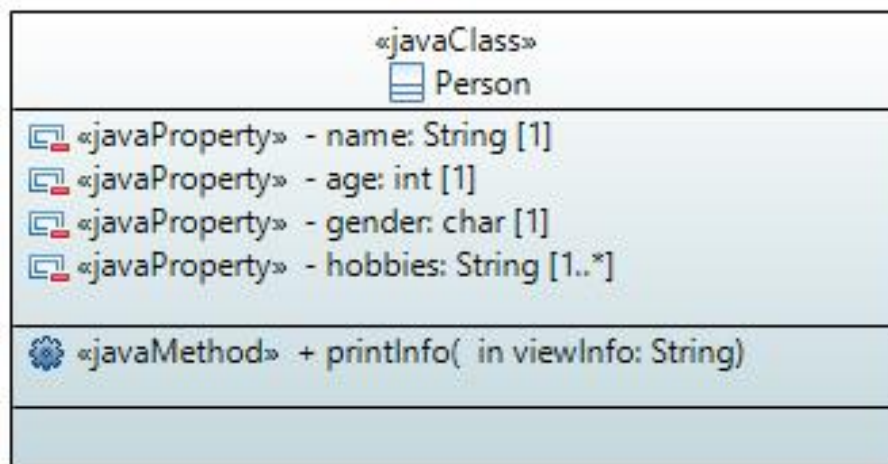 «javaClass»
Person
«javaProperty» - name: String [1]
«javaProperty» - age: int [1]
«javaProperty» - gender: char [1]
«javaProperty» - hobbies: String [1..*]
«javaMethod» + printInfo( in viewInfo: String)